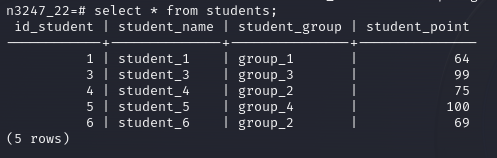 n3247_22=# select * from students;
 id_student | student_name | student_group | student_point
------------+--------------+---------------+---------------
          1 | student_1    | group_1       |            64
          3 | student_3    | group_3       |            99
          4 | student_4    | group_2       |            75
          5 | student_5    | group_4       |           100
          6 | student_6    | group_2       |            69
(5 rows)